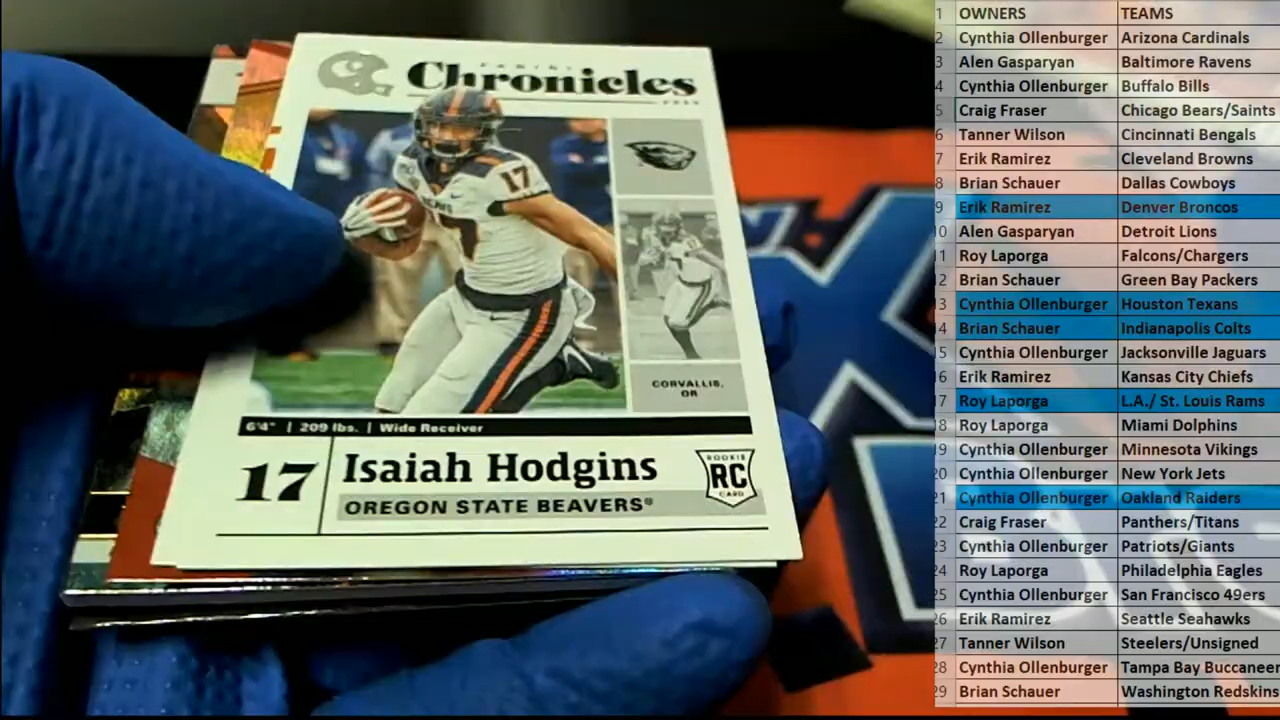 PANINI
Chronicles
17
CORVALLIS,
OR
6'4" | 209 lbs. | Wide Receiver
17
Isaiah Hodgins
OREGON STATE BEAVERS®
ROOKIE
RC
CARD
1 OWNERS TEAMS
2 Cynthia Ollenburger Arizona Cardinals
3 Alen Gasparyan Baltimore Ravens
4 Cynthia Ollenburger Buffalo Bills
5 Craig Fraser Chicago Bears/Saints
6 Tanner Wilson Cincinnati Bengals
7 Erik Ramirez Cleveland Browns
8 Brian Schauer Dallas Cowboys
9 Erik Ramirez Denver Broncos
10 Alen Gasparyan Detroit Lions
11 Roy Laporga Falcons/Chargers
12 Brian Schauer Green Bay Packers
13 Cynthia Ollenburger Houston Texans
14 Brian Schauer Indianapolis Colts
15 Cynthia Ollenburger Jacksonville Jaguars
16 Erik Ramirez Kansas City Chiefs
17 Roy Laporga L.A./ St. Louis Rams
18 Roy Laporga Miami Dolphins
19 Cynthia Ollenburger Minnesota Vikings
20 Cynthia Ollenburger New York Jets
21 Cynthia Ollenburger Oakland Raiders
22 Craig Fraser Panthers/Titans
23 Cynthia Ollenburger Patriots/Giants
24 Roy Laporga Philadelphia Eagles
25 Cynthia Ollenburger San Francisco 49ers
26 Erik Ramirez Seattle Seahawks
27 Tanner Wilson Steelers/Unsigned
28 Cynthia Ollenburger Tampa Bay Buccaneer
29 Brian Schauer Washington Redskins